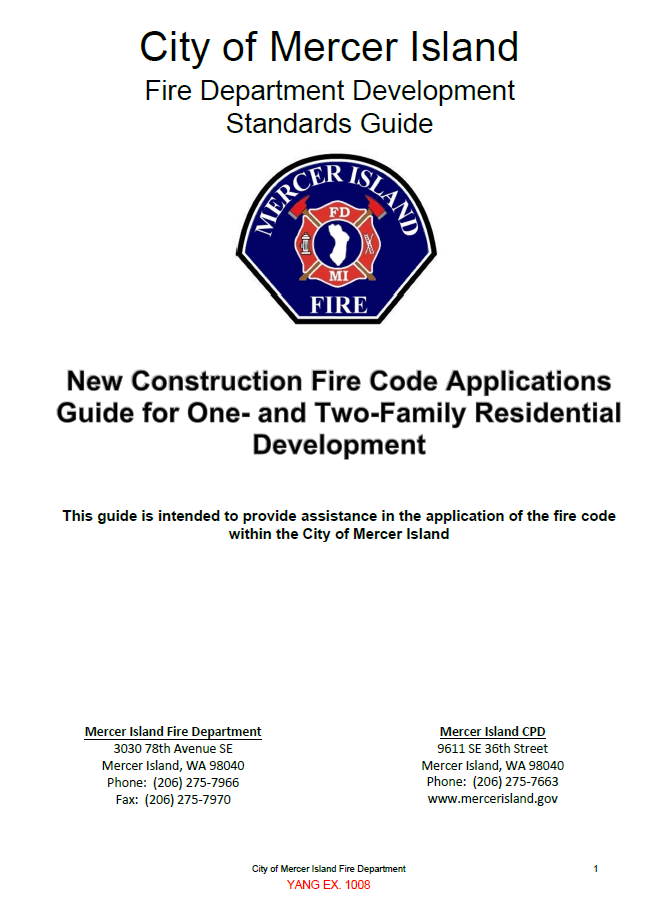 City of Mercer Island
Fire Department Development
Standards Guide
MERCER ISLAND
FD
MI
FIRE
New Construction Fire Code Applications
Guide for One- and Two-Family Residential
Development
This guide is intended to provide assistance in the application of the fire code
within the City of Mercer Island
Mercer Island Fire Department
3030 78th Avenue SE
Mercer Island, WA 98040
Phone:  (206) 275-7966
Fax:  (206) 275-7970
Mercer Island CPD
9611 SE 36th Street
Mercer Island, WA 98040
Phone:  (206) 275-7663
www.mercerisland.gov
City of Mercer Island Fire Department 1
YANG EX. 1008